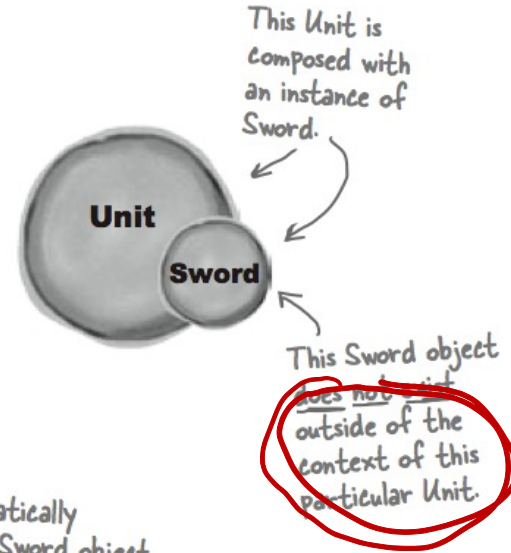 This Unit is
composed with
an instance of
Sword.
Unit
Sword
This Sword object
does not exist
outside of the
context of this
particular Unit.
atically
Sword object